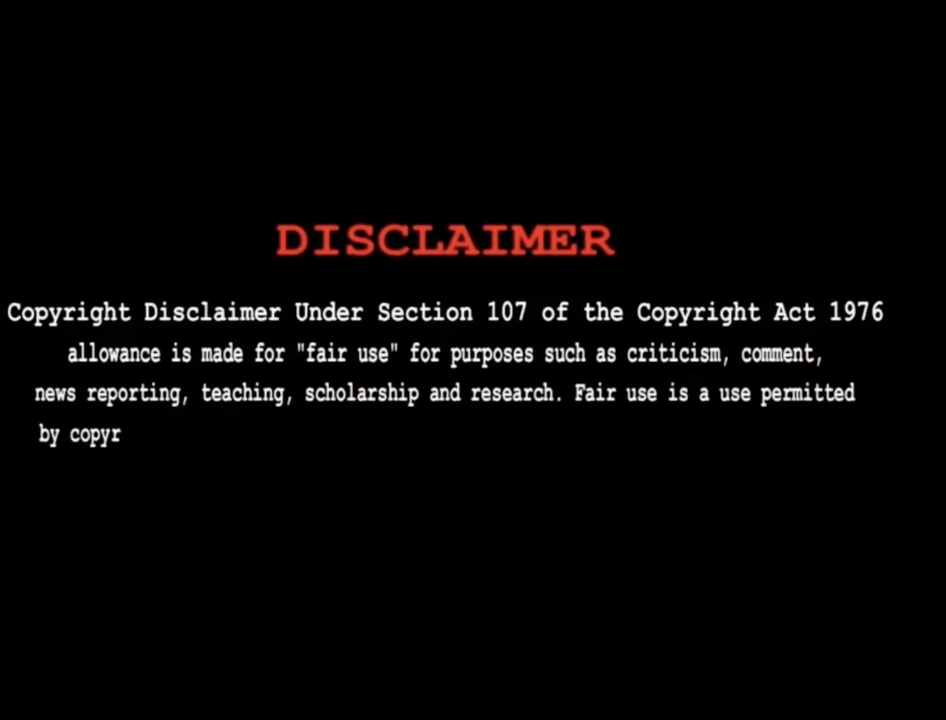 DISCLAIMER
Copyright Disclaimer Under Section 107 of the Copyright Act 1976
allowance is made for "fair use" for purposes such as criticism, comment,
news reporting, teaching, scholarship and research. Fair use is a use permitted
by copyr